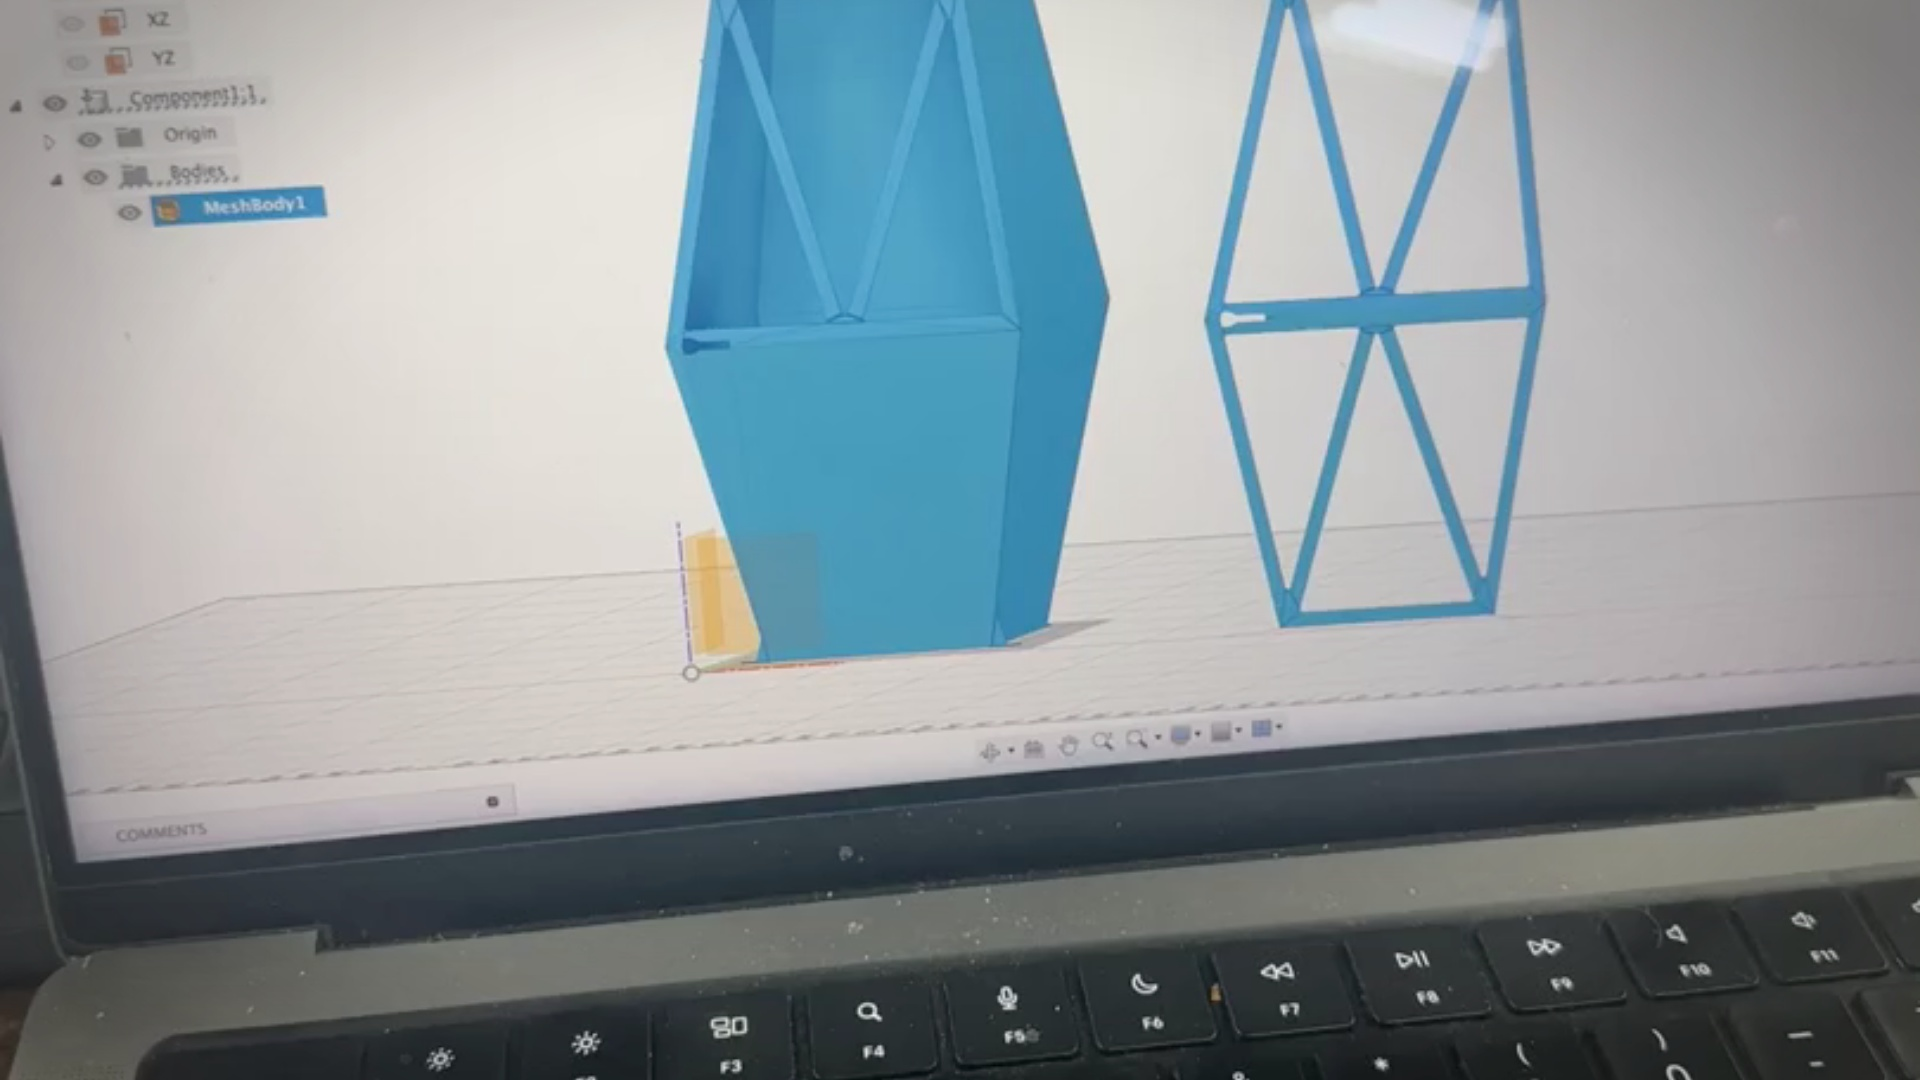 XZ
YZ
Component1:1
Origin
Bodies
MeshBody1
COMMENTS
F3
F4
F5
F6
F7
F8
F9
F10
F11
*
(
)